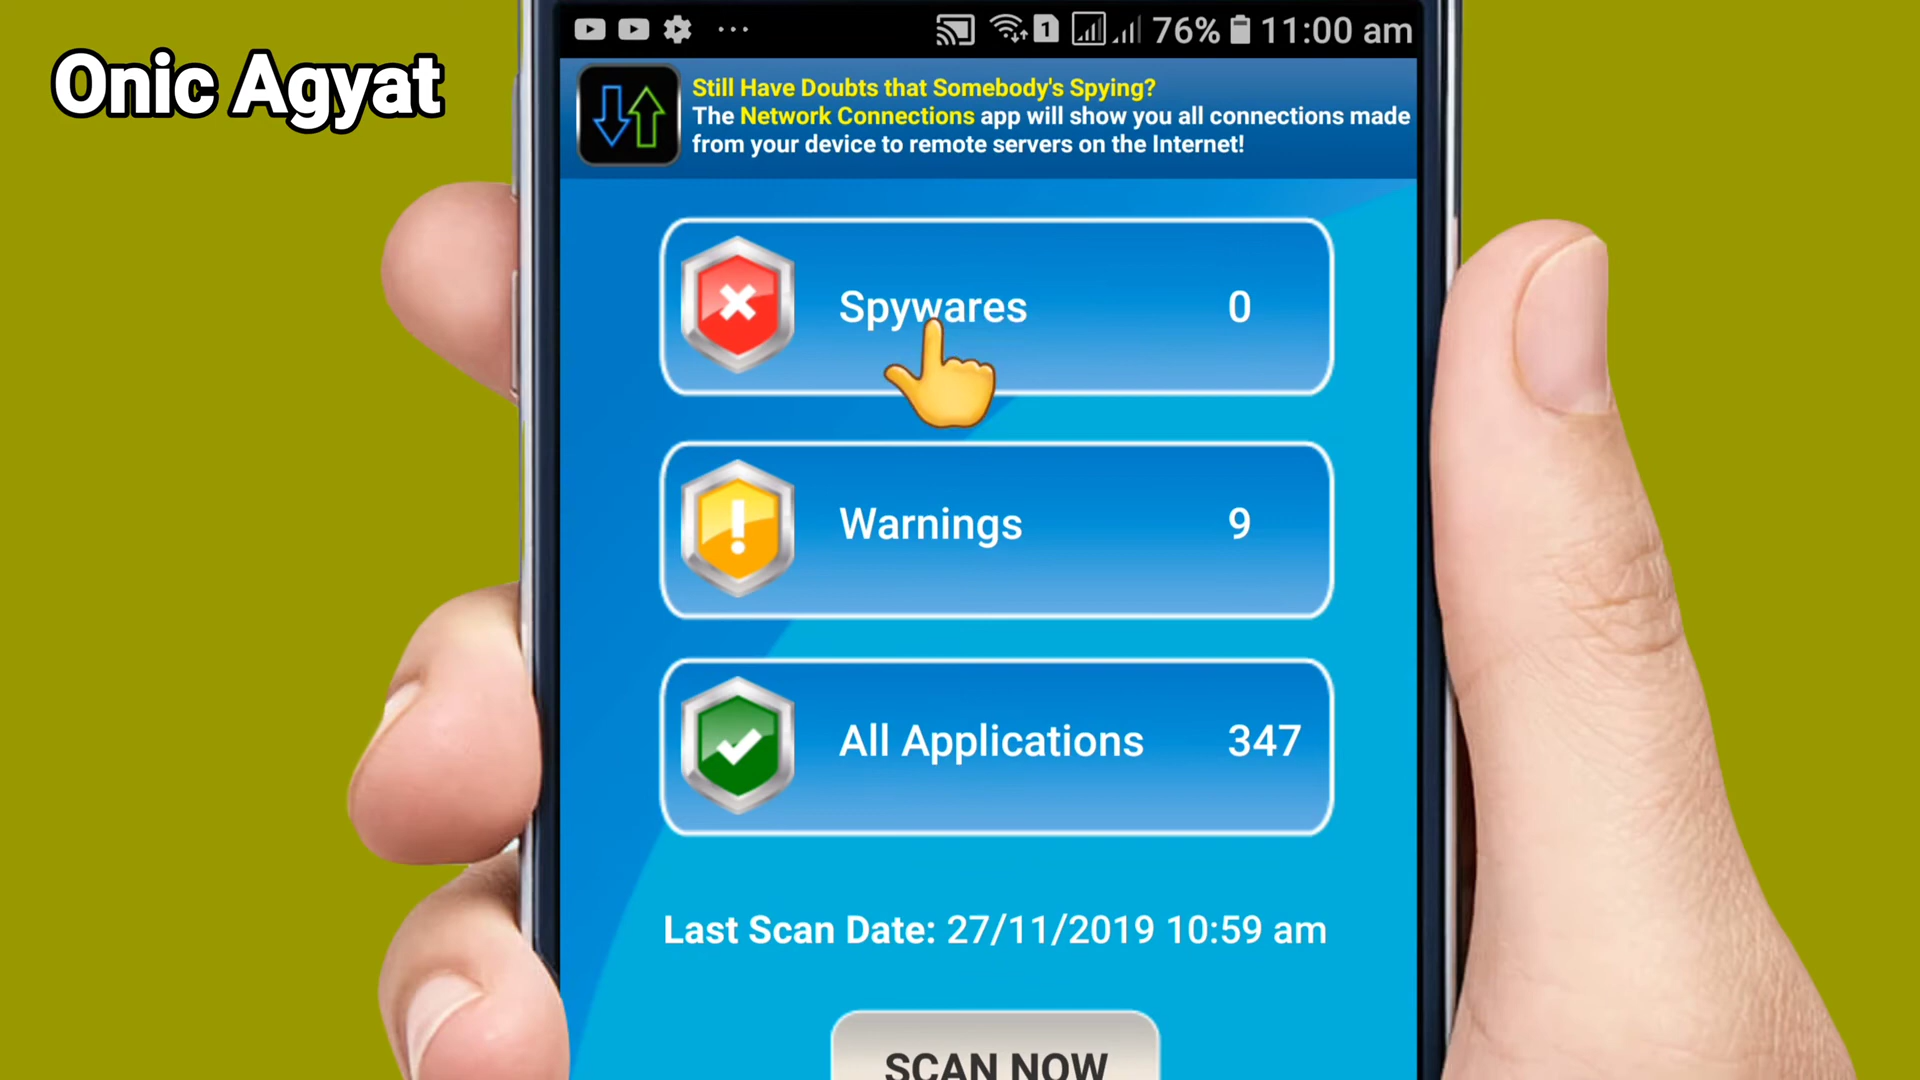 Onic Agyat
1 76% 11:00 am
Still Have Doubts that Somebody's Spying?
The Network Connections app will show you all connections made
from your device to remote servers on the Internet!
Spywares 0
Warnings 9
All Applications 347
Last Scan Date: 27/11/2019 10:59 am
SCAN NOW